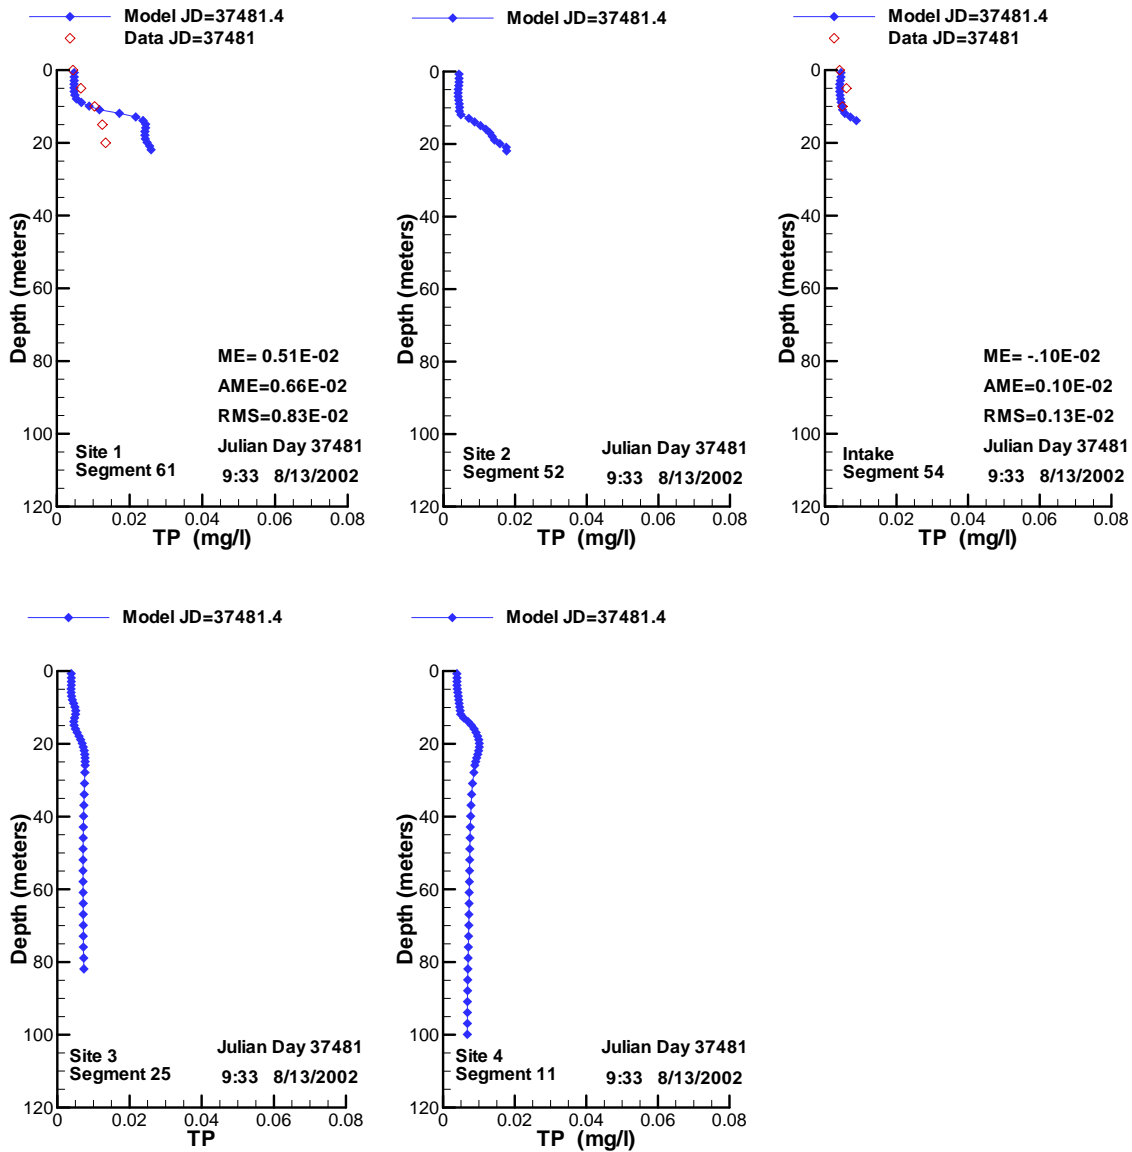 Model JD=37481.4
Data JD=37481
0
20
40
60
80
100
120
Depth (meters)
ME= 0.51E-02
AME=0.66E-02
RMS=0.83E-02
Site 1
Segment 61
Julian Day 37481
9:33 8/13/2002
0 0.02 0.04 0.06 0.08
TP (mg/l)
Model JD=37481.4
0
20
40
60
80
100
120
Depth (meters)
Site 2
Segment 52
Julian Day 37481
9:33 8/13/2002
0 0.02 0.04 0.06 0.08
TP (mg/l)
Model JD=37481.4
Data JD=37481
0
20
40
60
80
100
120
Depth (meters)
ME= -.10E-02
AME=0.10E-02
RMS=0.13E-02
Intake
Segment 54
Julian Day 37481
9:33 8/13/2002
0 0.02 0.04 0.06 0.08
TP (mg/l)
Model JD=37481.4
0
20
40
60
80
100
120
Depth (meters)
Site 3
Segment 25
Julian Day 37481
9:33 8/13/2002
0 0.02 0.04 0.06 0.08
TP
Model JD=37481.4
0
20
40
60
80
100
120
Depth (meters)
Site 4
Segment 11
Julian Day 37481
9:33 8/13/2002
0 0.02 0.04 0.06 0.08
TP (mg/l)